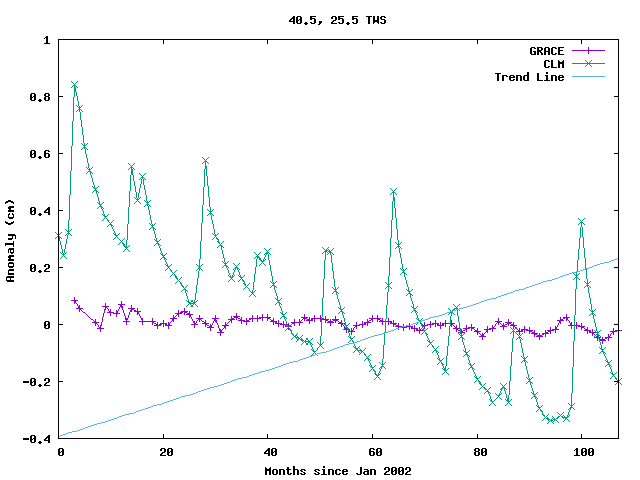 40.5, 25.5 TWS
GRACE
CLM
Trend Line
Anomaly (cm)
1
0.8
0.6
0.4
0.2
0
-0.2
-0.4
0 20 40 60 80 100
Months since Jan 2002